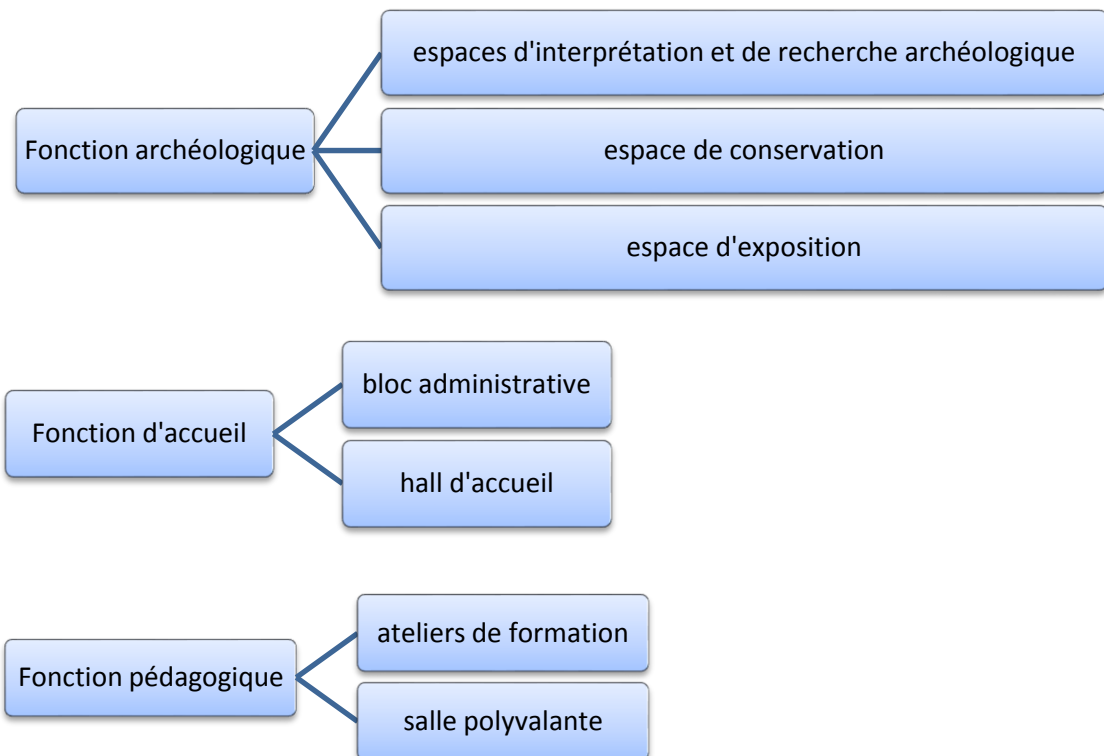 Fonction archéologique
espaces d'interprétation et de recherche archéologique
espace de conservation
espace d'exposition
Fonction d'accueil
bloc administrative
hall d'accueil
Fonction pédagogique
ateliers de formation
salle polyvalante